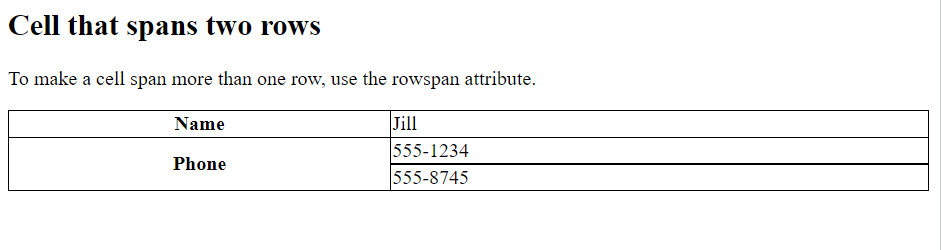 Cell that spans two rows
To make a cell span more than one row, use the rowspan attribute.
Name Jill
Phone 555-1234
555-8745